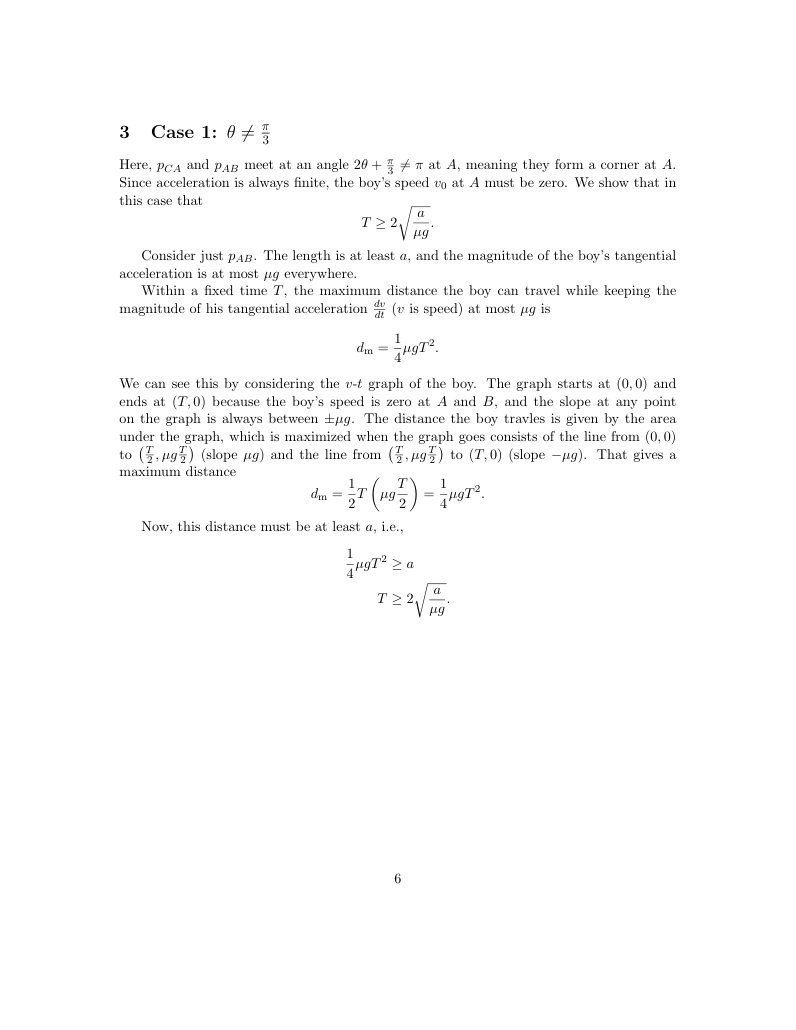 3 Case 1: θ ≠ π/3
Here, p_CA and p_AB meet at an angle 2θ + π/3 ≠ π at A, meaning they form a corner at A.
Since acceleration is always finite, the boy's speed v_0 at A must be zero. We show that in
this case that
T ≥ 2√(a/μg).
Consider just p_AB. The length is at least a, and the magnitude of the boy's tangential
acceleration is at most μg everywhere.
Within a fixed time T, the maximum distance the boy can travel while keeping the
magnitude of his tangential acceleration dv/dt (v is speed) at most μg is
d_m = 1/4 μgT².
We can see this by considering the v-t graph of the boy. The graph starts at (0, 0) and
ends at (T, 0) because the boy's speed is zero at A and B, and the slope at any point
on the graph is always between ±μg. The distance the boy travles is given by the area
under the graph, which is maximized when the graph goes consists of the line from (0, 0)
to (T/2, μg T/2) (slope μg) and the line from (T/2, μg T/2) to (T, 0) (slope −μg). That gives a
maximum distance
d_m = 1/2 T (μg T/2) = 1/4 μgT².
Now, this distance must be at least a, i.e.,
1/4 μgT² ≥ a
T ≥ 2√(a/μg).
6